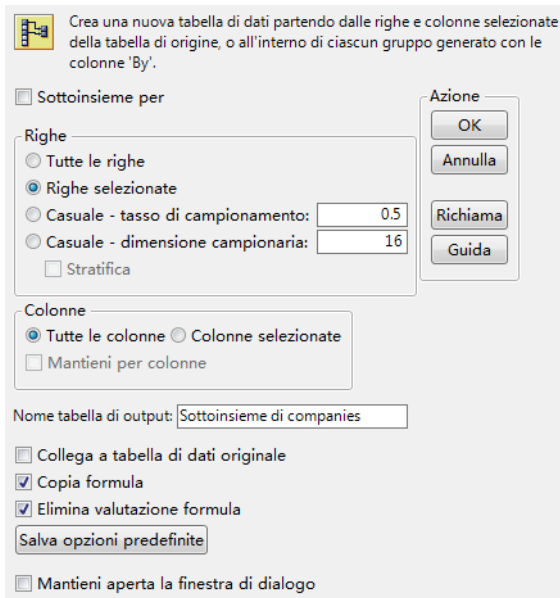 Crea una nuova tabella di dati partendo dalle righe e colonne selezionate
della tabella di origine, o all'interno di ciascun gruppo generato con le
colonne 'By'.
Sottoinsieme per
Azione
OK
Annulla
Richiama
Guida
Righe
Tutte le righe
Righe selezionate
Casuale - tasso di campionamento: 0.5
Casuale - dimensione campionaria: 16
Stratifica
Colonne
Tutte le colonne Colonne selezionate
Mantieni per colonne
Nome tabella di output: Sottoinsieme di companies
Collega a tabella di dati originale
Copia formula
Elimina valutazione formula
Salva opzioni predefinite
Mantieni aperta la finestra di dialogo